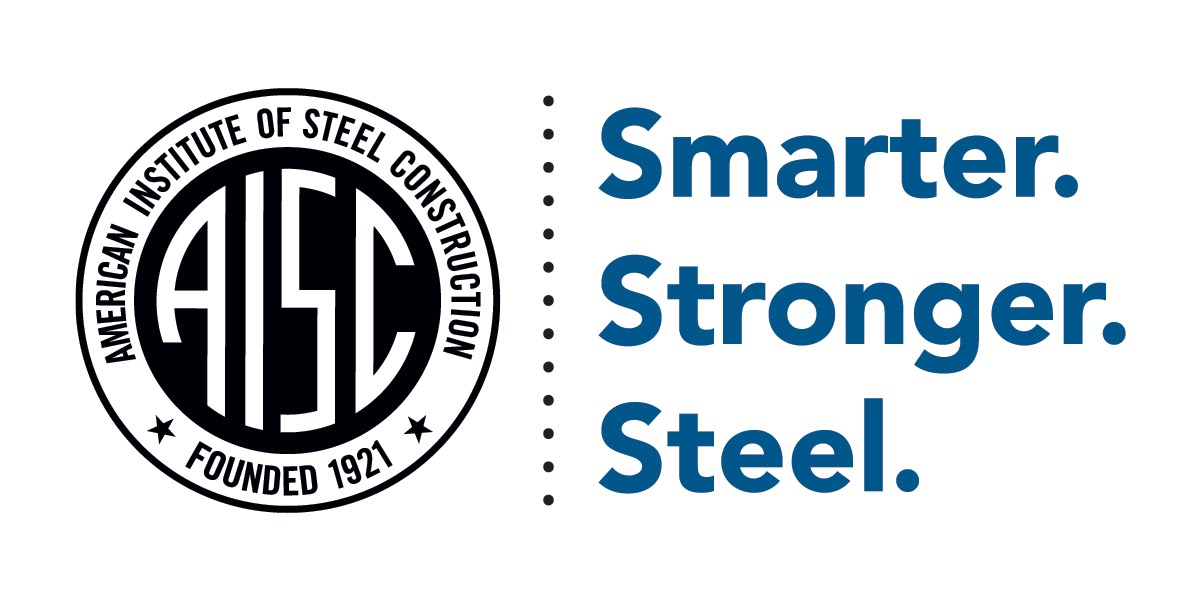 AMERICAN INSTITUTE OF STEEL CONSTRUCTION
AISC
FOUNDED 1921
Smarter.
Stronger.
Steel.